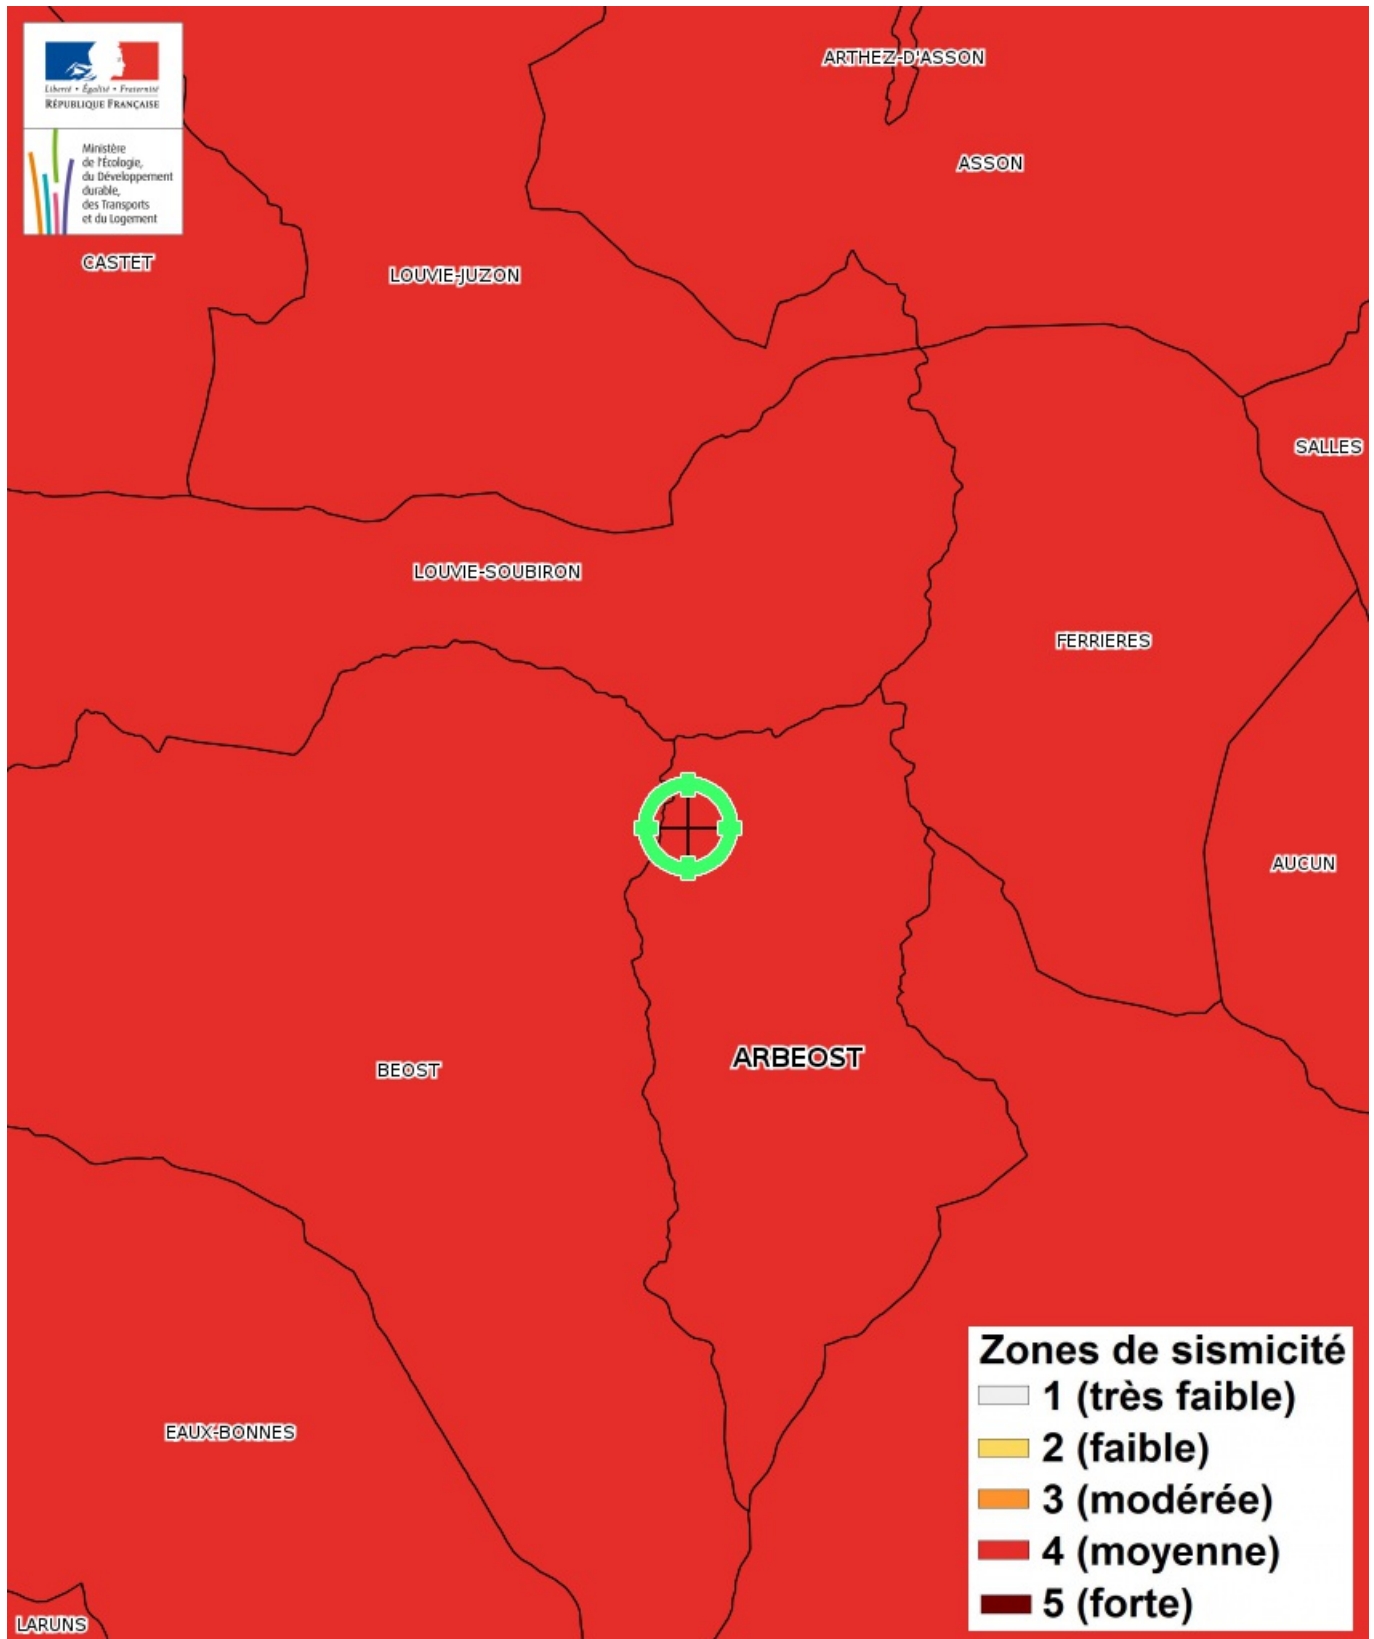 Liberté • Égalité • Fraternité
RÉPUBLIQUE FRANÇAISE
Ministère
de l'Écologie,
du Développement
durable,
des Transports
et du Logement
ARTHEZ-D'ASSON
ASSON
CASTET
LOUVIE-JUZON
SALLES
LOUVIE-SOUBIRON
FERRIERES
AUCUN
BEOST
ARBEOST
EAUX-BONNES
LARUNS
Zones de sismicité
1 (très faible)
2 (faible)
3 (modérée)
4 (moyenne)
5 (forte)